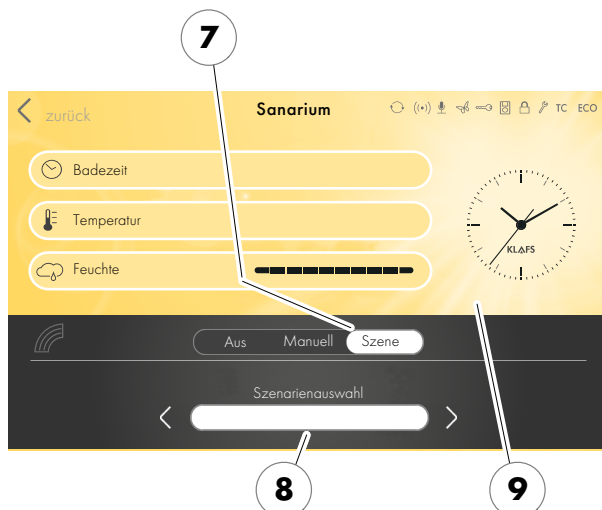 7
zurück
Sanarium
TC ECO
Badezeit
Temperatur
KLAFS
Feuchte
Aus Manuell Szene
Szenarienauswahl
8
9